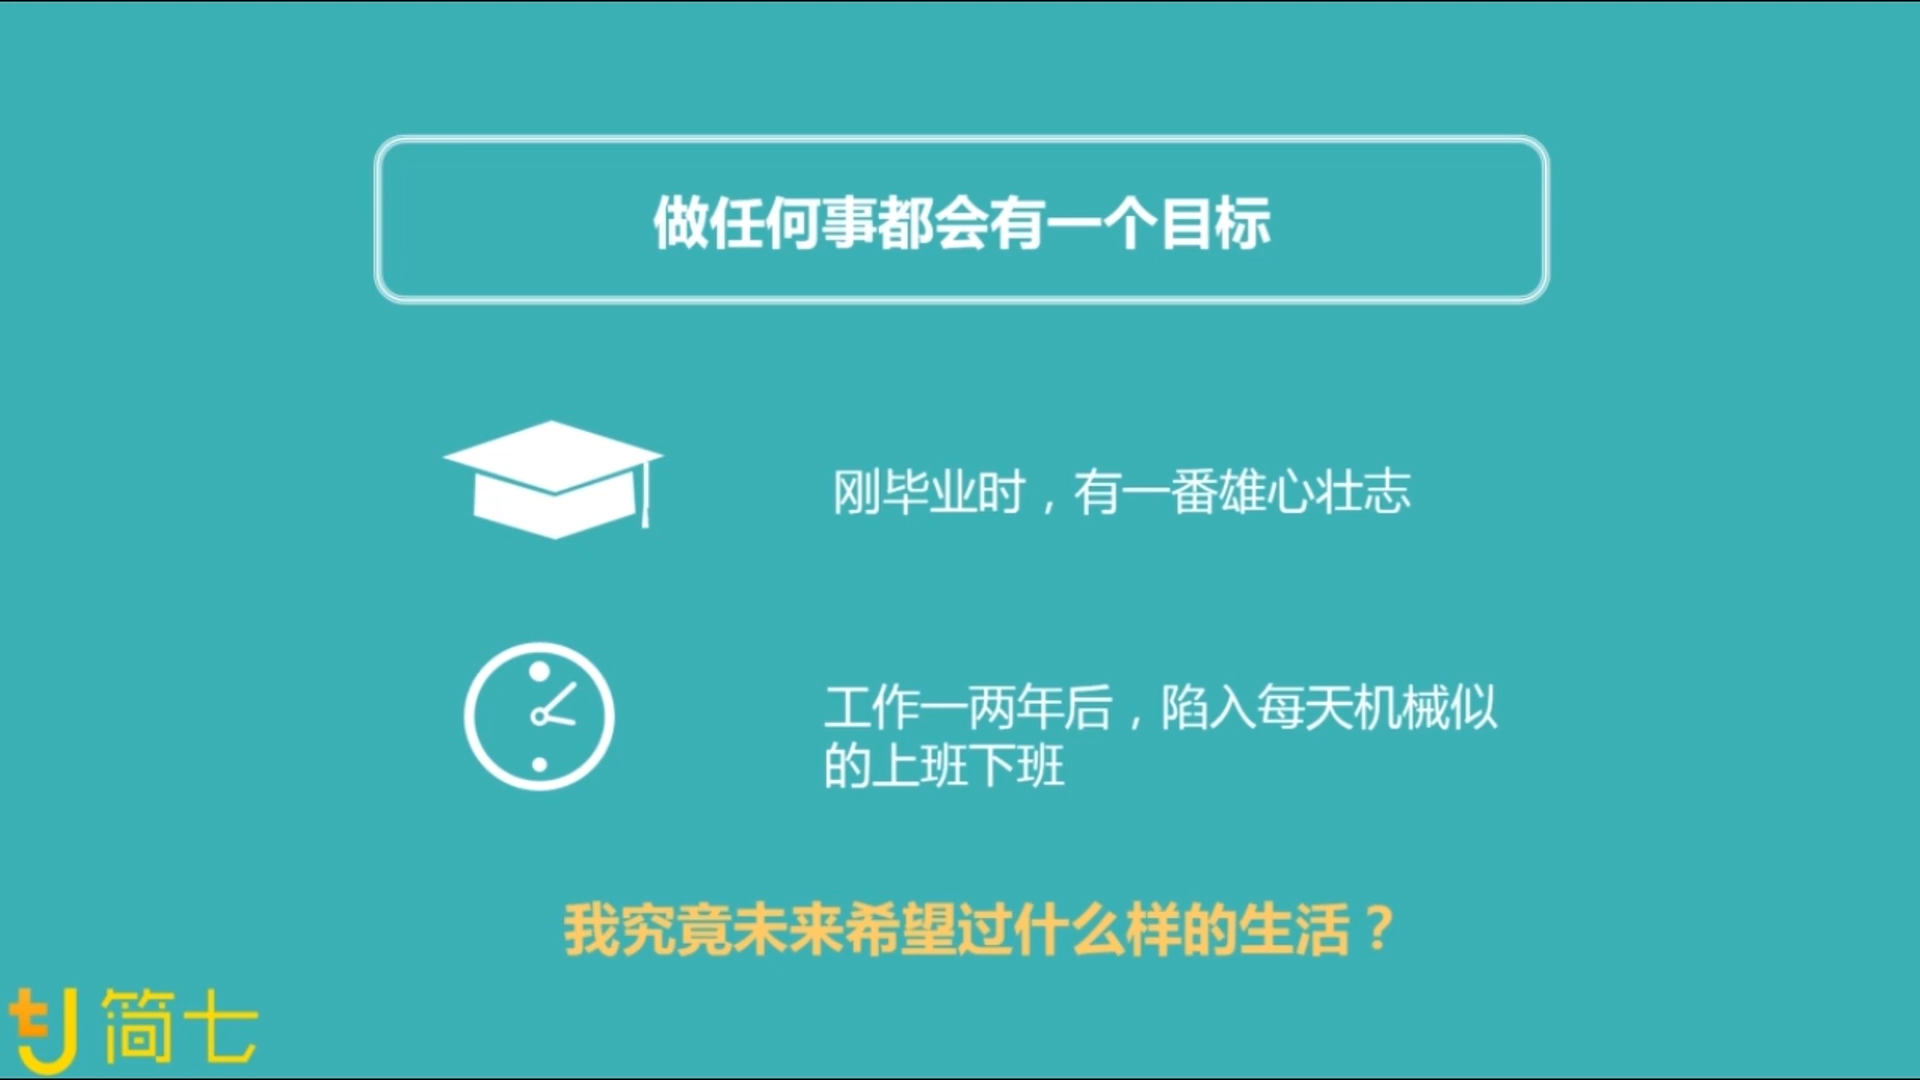 做任何事都会有一个目标
刚毕业时，有一番雄心壮志
工作一两年后，陷入每天机械似
的上班下班
我究竟未来希望过什么样的生活？
简七